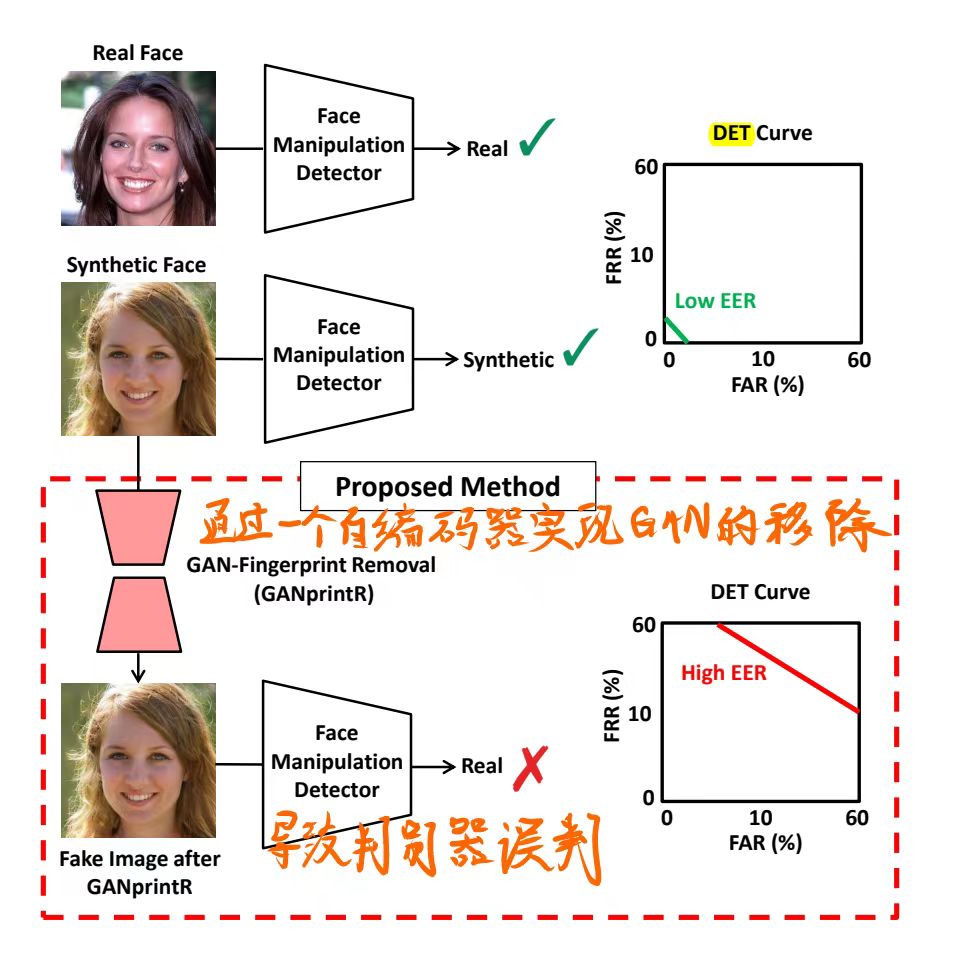 Real Face
Face
Manipulation
Detector
Real
DET Curve
60
10
0
FRR (%)
Low EER
0 10 60
FAR (%)
Synthetic Face
Face
Manipulation
Detector
Synthetic
Proposed Method
通过一个自编码器实现GAN的移除
GAN-Fingerprint Removal
(GANprintR)
DET Curve
60
10
0
FRR (%)
High EER
0 10 60
FAR (%)
Face
Manipulation
Detector
Real
导致判别器误判
Fake Image after
GANprintR